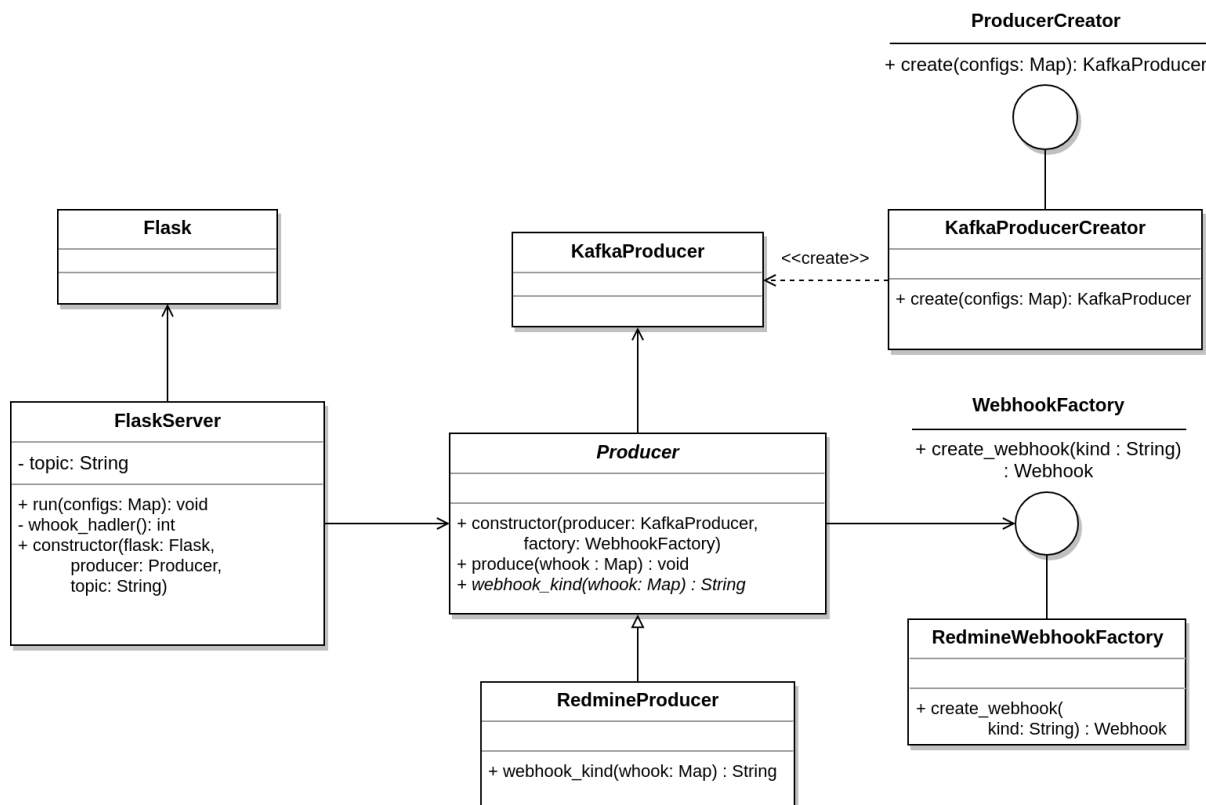 ProducerCreator
+ create(configs: Map): KafkaProducer
Flask
KafkaProducer
<<create>>
KafkaProducerCreator
+ create(configs: Map): KafkaProducer
FlaskServer
- topic: String
+ run(configs: Map): void
- whook_hadler(): int
+ constructor(flask: Flask,
producer: Producer,
topic: String)
Producer
+ constructor(producer: KafkaProducer,
factory: WebhookFactory)
+ produce(whook : Map) : void
+ webhook_kind(whook: Map) : String
WebhookFactory
+ create_webhook(kind : String)
: Webhook
RedmineProducer
+ webhook_kind(whook: Map) : String
RedmineWebhookFactory
+ create_webhook(
kind: String) : Webhook